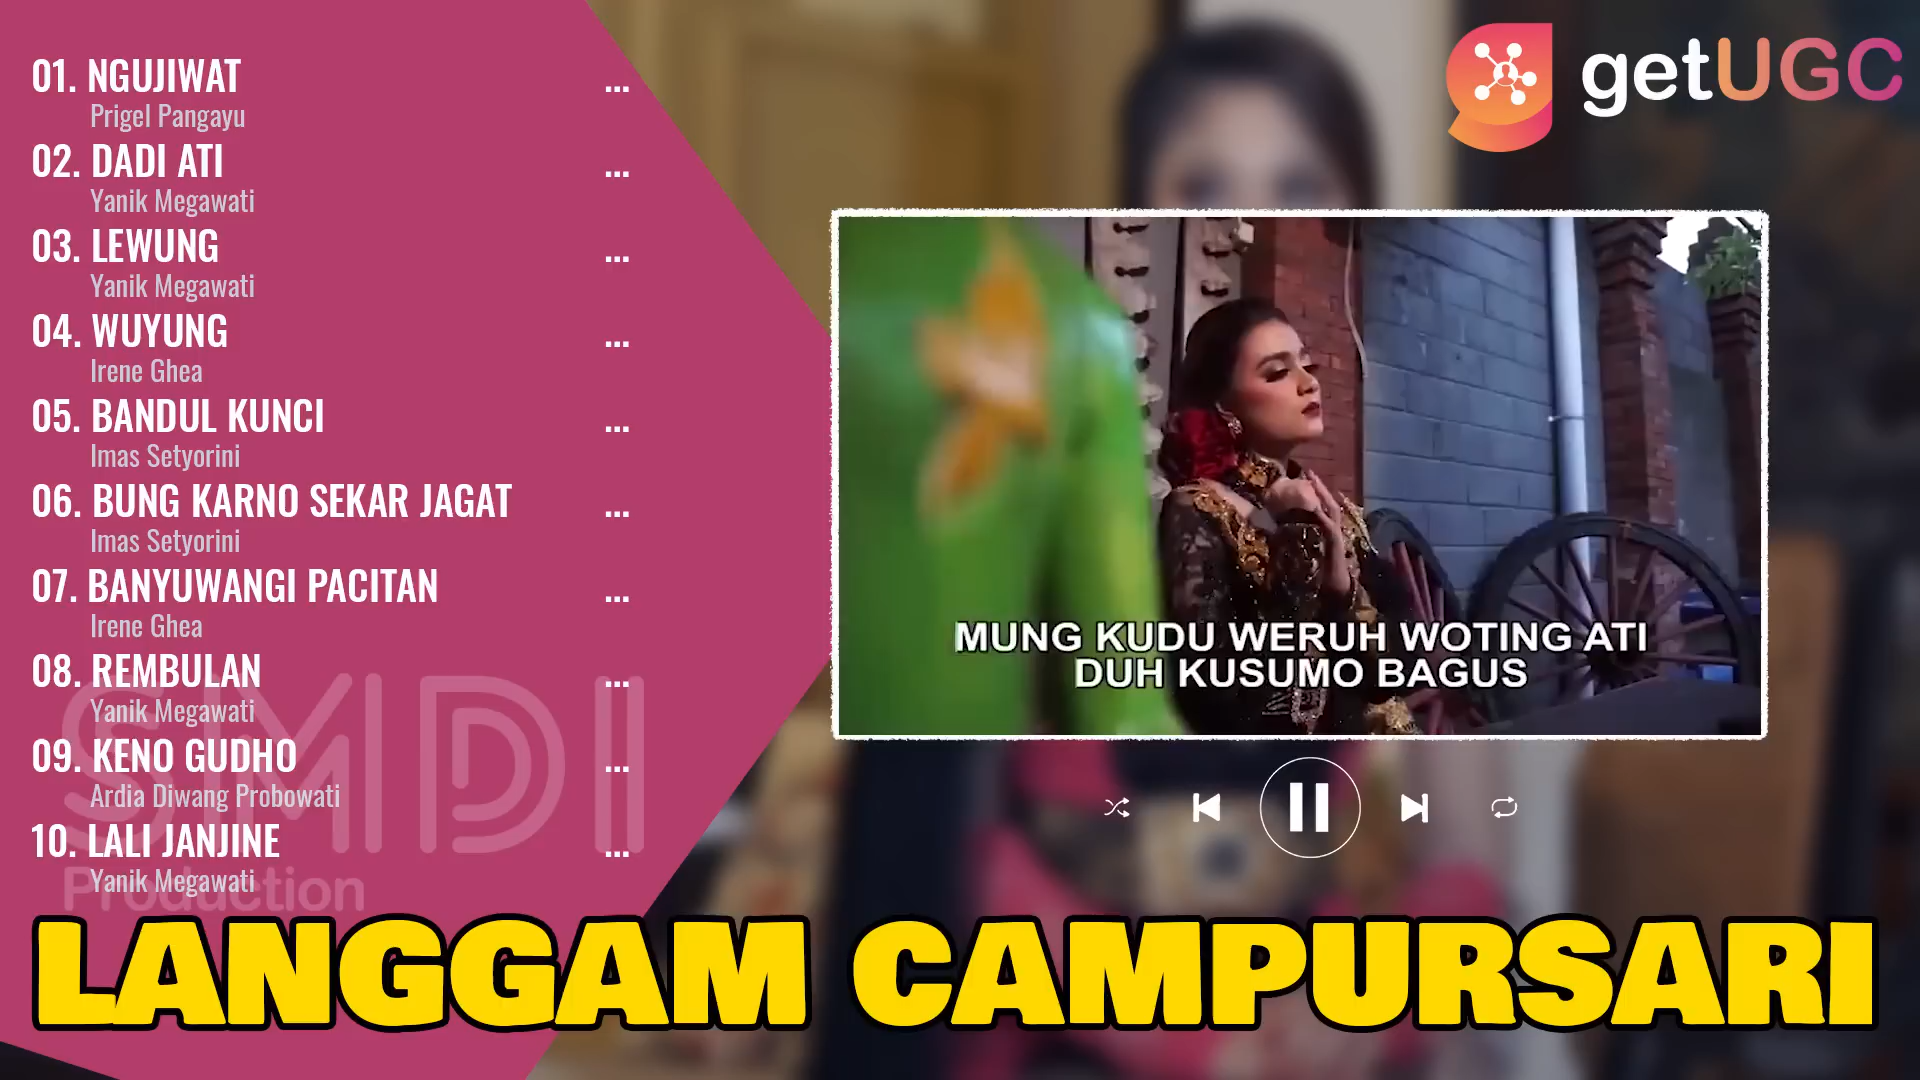 01. NGUJIWAT ...
Prigel Pangayu
02. DADI ATI ...
Yanik Megawati
03. LEWUNG ...
Yanik Megawati
04. WUYUNG ...
Irene Ghea
05. BANDUL KUNCI ...
Imas Setyorini
06. BUNG KARNO SEKAR JAGAT ...
Imas Setyorini
07. BANYUWANGI PACITAN ...
Irene Ghea
08. REMBULAN ...
Yanik Megawati
09. KENO GUDHO ...
Ardia Diwang Probowati
10. LALI JANJINE ...
Yanik Megawati
SMDI
Production
getUGC
MUNG KUDU WERUH WOTING ATI
DUH KUSUMO BAGUS
LANGGAM CAMPURSARI